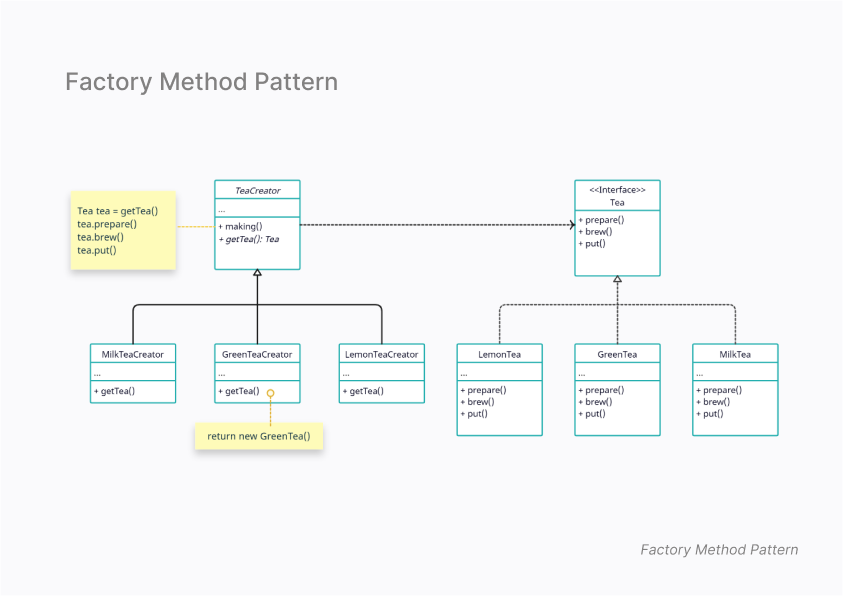 Factory Method Pattern
Tea tea = getTea()
tea.prepare()
tea.brew()
tea.put()
TeaCreator
...
+ making()
+ getTea(): Tea
<<Interface>>
Tea
+ prepare()
+ brew()
+ put()
MilkTeaCreator
...
+ getTea()
GreenTeaCreator
...
+ getTea()
return new GreenTea()
LemonTeaCreator
...
+ getTea()
LemonTea
...
+ prepare()
+ brew()
+ put()
GreenTea
...
+ prepare()
+ brew()
+ put()
MilkTea
...
+ prepare()
+ brew()
+ put()
Factory Method Pattern